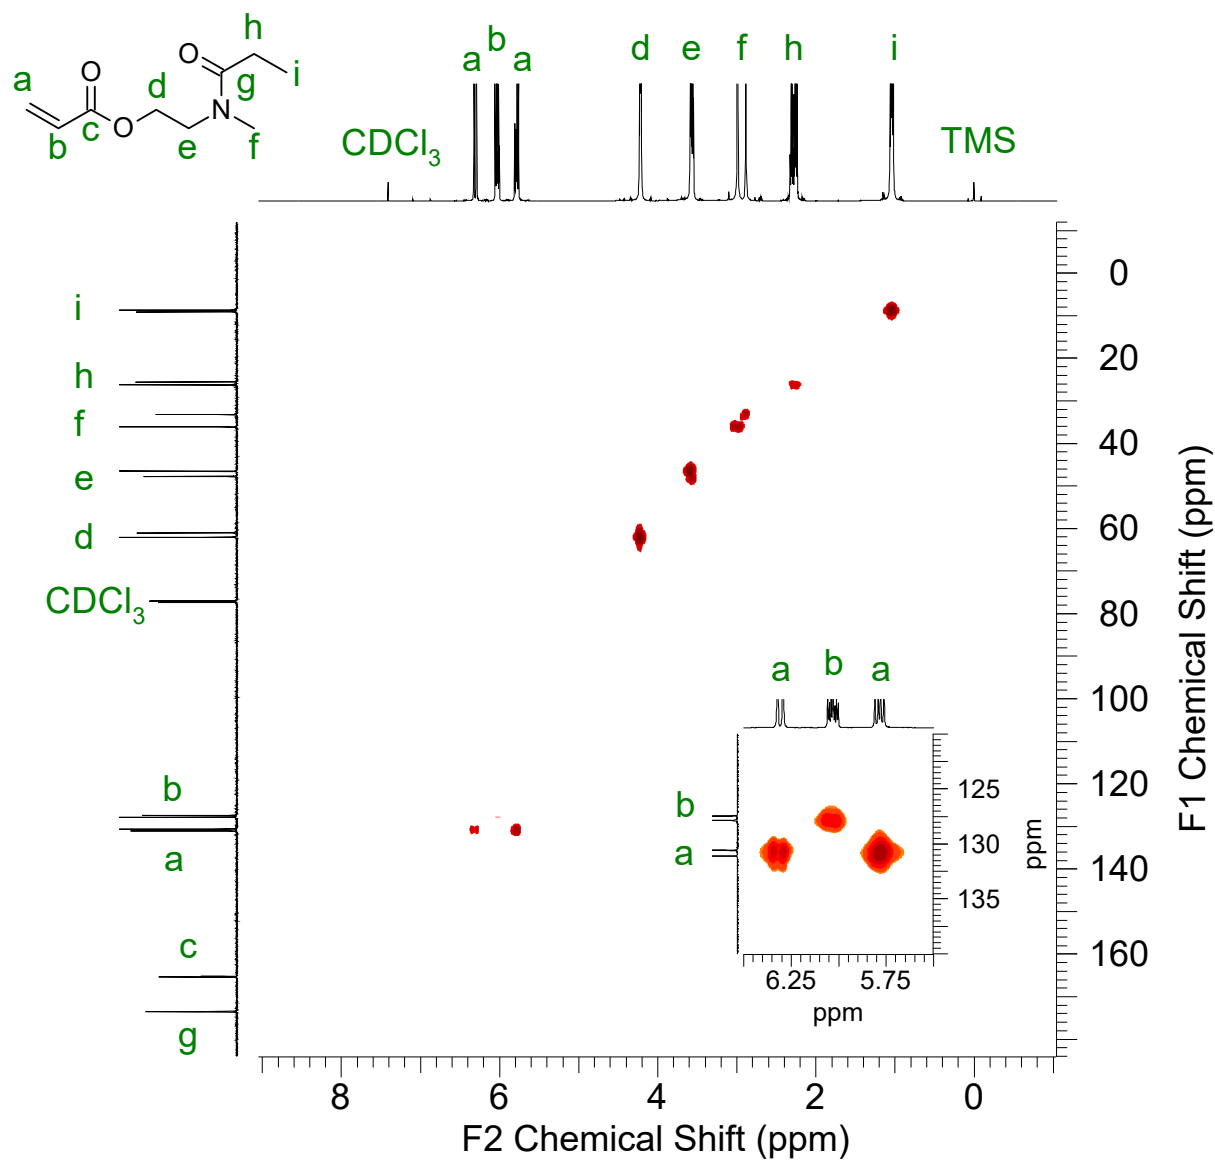 h
O
i
g
a
O
d
N
c
O
b
e
f
a
b
a
d
e
f
h
i
CDCl3
TMS
i
h
f
e
d
CDCl3
b
a
c
g
0
20
40
60
80
100
120
140
160
F1 Chemical Shift (ppm)
a
b
a
b
a
125
130
135
ppm
6.25
5.75
ppm
8
6
4
2
0
F2 Chemical Shift (ppm)